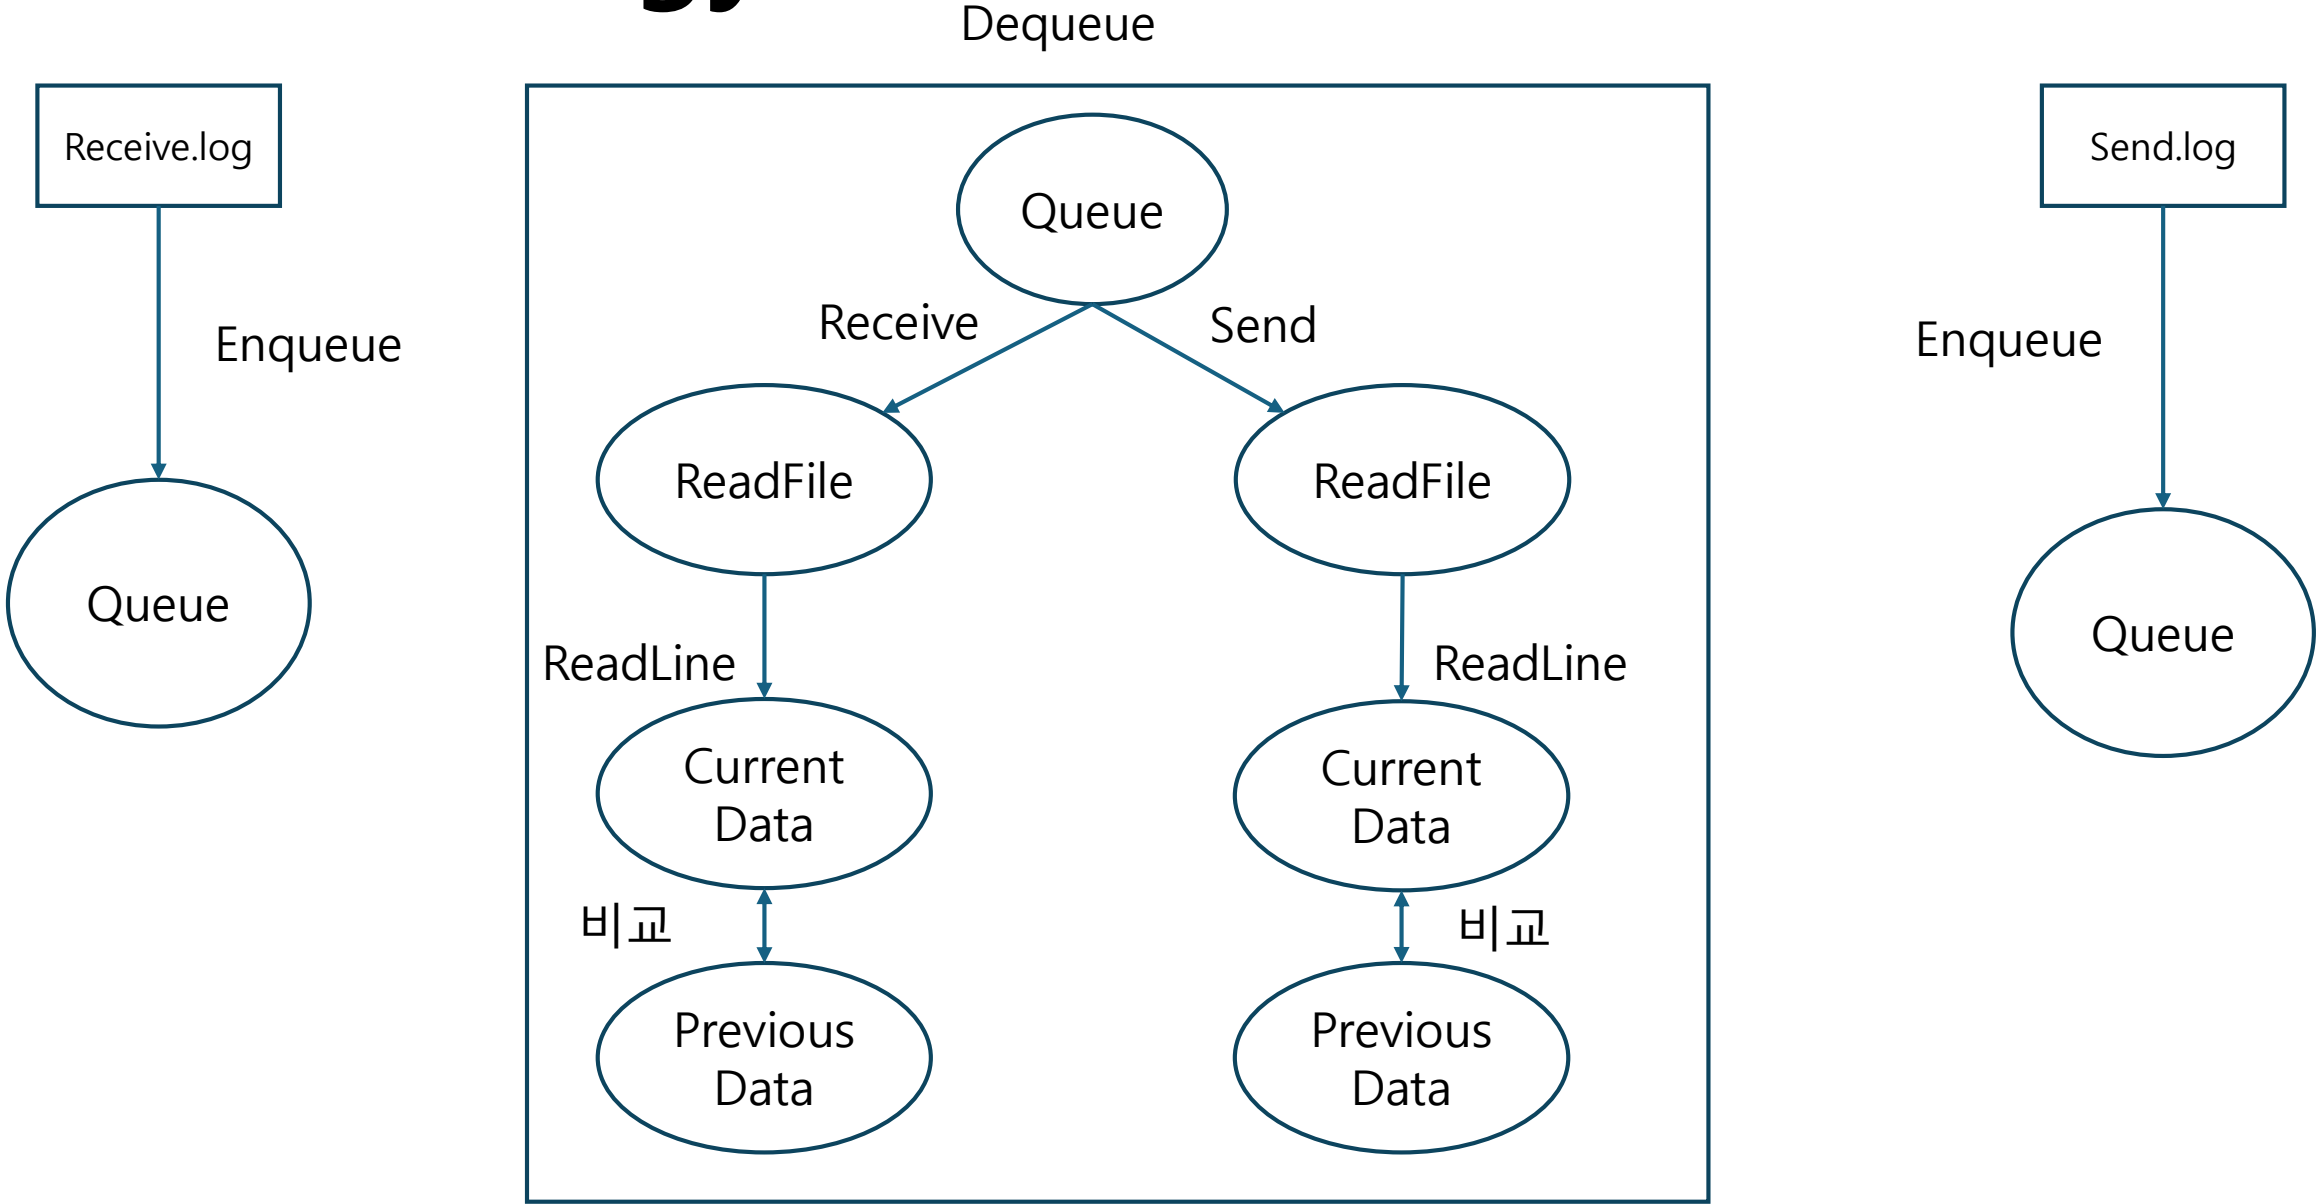 Dequeue
Receive.log
Send.log
Queue
Receive
Send
Enqueue
Enqueue
ReadFile
ReadFile
Queue
Queue
ReadLine
ReadLine
Current
Data
Current
Data
비교
비교
Previous
Data
Previous
Data